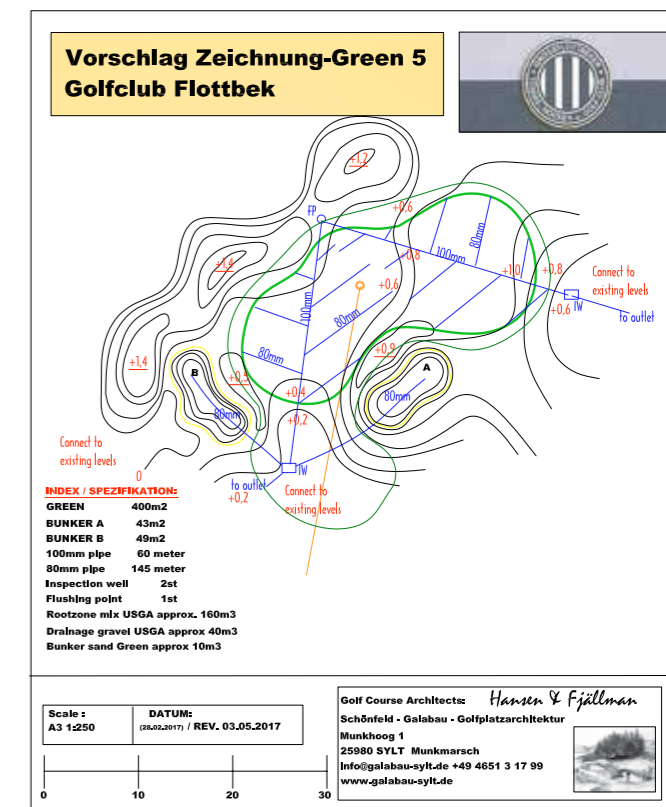 Vorschlag Zeichnung-Green 5
Golfclub Flottbek
+1,2
FP
+0,6
+0,8
100mm
80mm
+1,0
+0,8
Connect to
existing levels
+1,4
+0,6
100mm
80mm
+0,6
IW
to outlet
+1,4
80mm
+0,9
B
+0,5
A
+0,4
80mm
80mm
+0,2
Connect to
existing levels
0
IW
to outlet
+0,2
Connect to
existing levels
INDEX / SPEZIFIKATION:
GREEN 400m2
BUNKER A 43m2
BUNKER B 49m2
100mm pipe 60 meter
80mm pipe 145 meter
Inspection well 2st
Flushing point 1st
Rootzone mix USGA approx. 160m3
Drainage gravel USGA approx 40m3
Bunker sand Green approx 10m3
Scale :
A3 1:250
DATUM:
(28.02.2017) / REV. 03.05.2017
0 10 20 30
Golf Course Architects: Hansen & Fjällman
Schönfeld - Galabau - Golfplatzarchitektur
Munkhoog 1
25980 SYLT Munkmarsch
info@galabau-sylt.de +49 4651 3 17 99
www.galabau-sylt.de